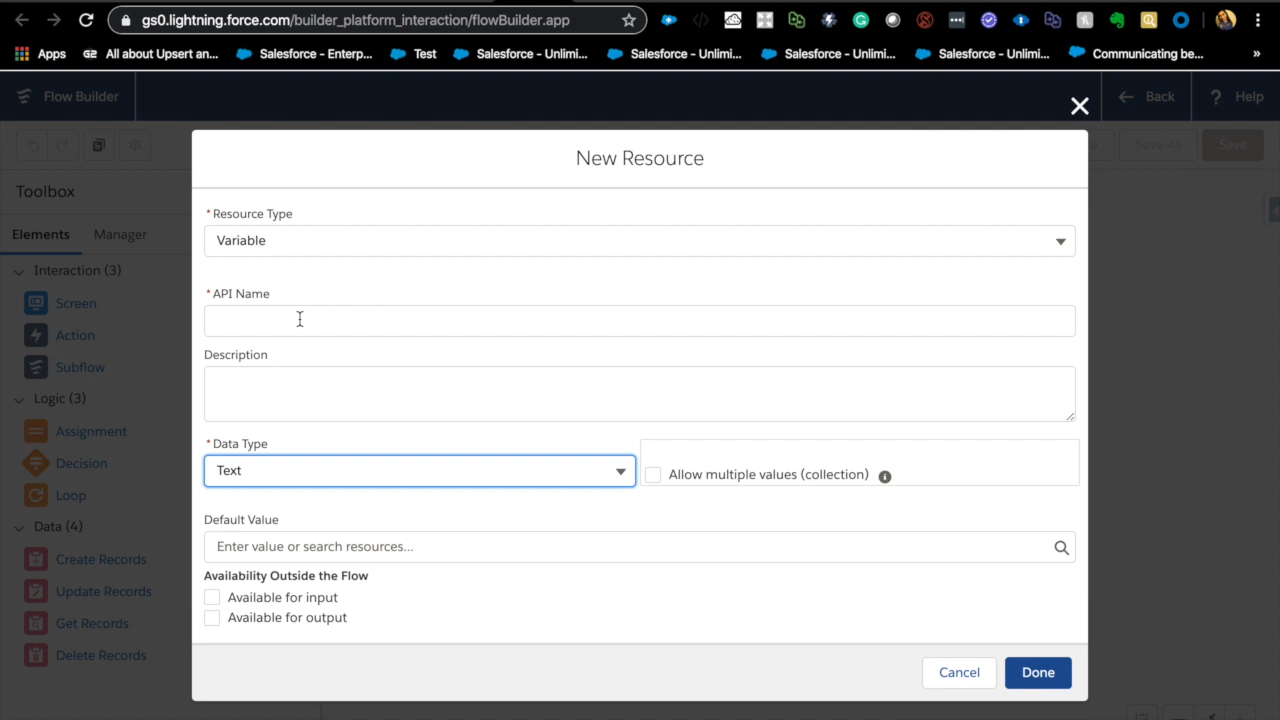 gs0.lightning.force.com/builder_platform_interaction/flowBuilder.app
Apps
G2 All about Upsert an...
Salesforce – Enterp...
Test
Salesforce – Unlimi...
Salesforce – Unlimi...
Salesforce – Unlimi...
Salesforce – Unlimi...
Communicating be...
»
Flow Builder
Back
? Help
Save As
Save
Toolbox
Elements
Manager
Interaction (3)
Screen
Action
Subflow
Logic (3)
Assignment
Decision
Loop
Data (4)
Create Records
Update Records
Get Records
Delete Records
New Resource
* Resource Type
Variable
* API Name
Description
* Data Type
Text
Allow multiple values (collection)
Default Value
Enter value or search resources...
Availability Outside the Flow
Available for input
Available for output
Cancel
Done